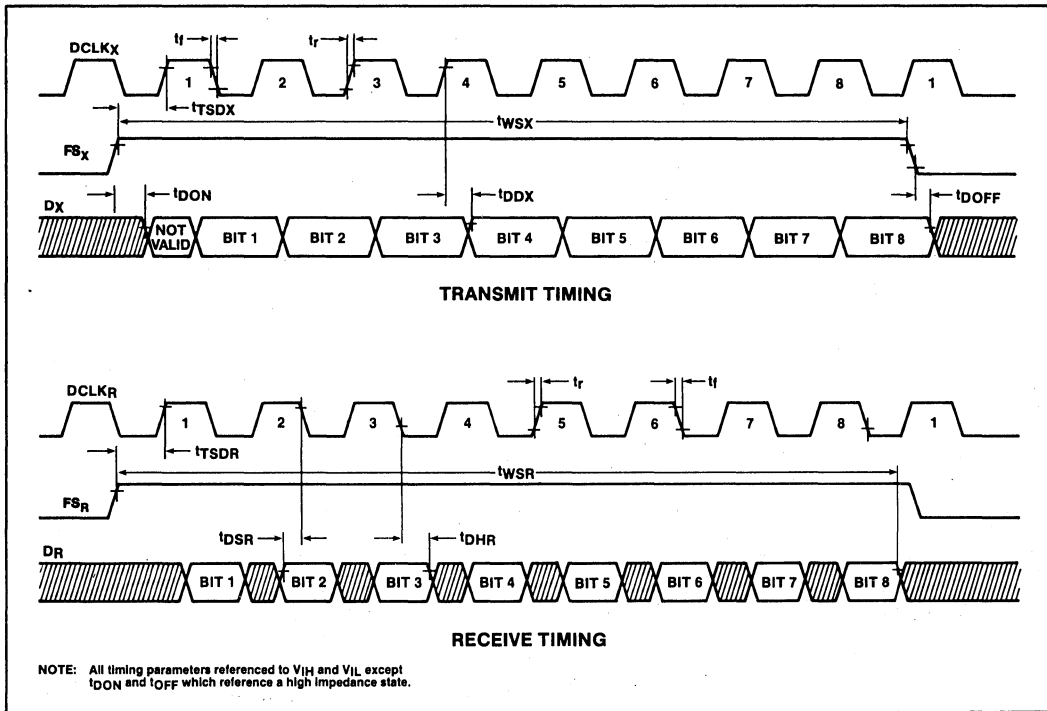 DCLKX tf tr
1 2 3 4 5 6 7 8 1
tTSDX
tWSX
FSX
tDON tDDX tDOFF
DX
NOT VALID BIT 1 BIT 2 BIT 3 BIT 4 BIT 5 BIT 6 BIT 7 BIT 8
TRANSMIT TIMING
DCLKR tr tf
1 2 3 4 5 6 7 8 1
tTSDR
tWSR
FSR
tDSR tDHR
DR
BIT 1 BIT 2 BIT 3 BIT 4 BIT 5 BIT 6 BIT 7 BIT 8
RECEIVE TIMING
NOTE: All timing parameters referenced to VIH and VIL except
tDON and tOFF which reference a high impedance state.